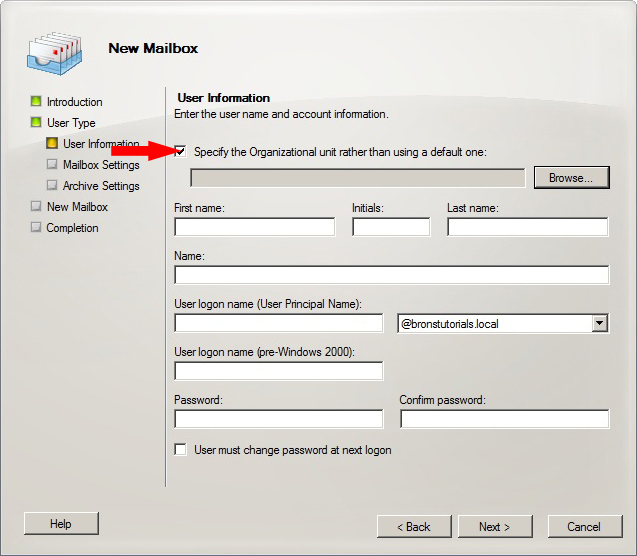 New Mailbox
Introduction
User Type
User Information
Mailbox Settings
Archive Settings
New Mailbox
Completion
User Information
Enter the user name and account information.
Specify the Organizational unit rather than using a default one:
Browse...
First name: Initials: Last name:
Name:
User logon name (User Principal Name):
@bronstutorials.local
User logon name (pre-Windows 2000):
Password: Confirm password:
User must change password at next logon
Help < Back Next > Cancel